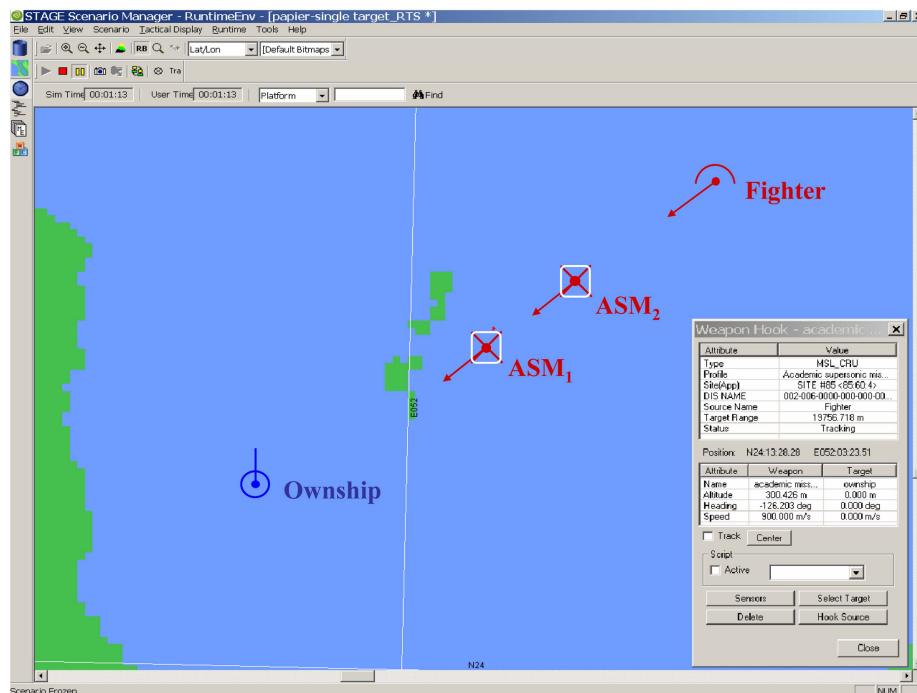 STAGE Scenario Manager - RuntimeEnv - [papier-single target_RTS *]
File Edit View Scenario Tactical Display Runtime Tools Help
RB Lat/Lon [Default Bitmaps
Tra
Sim Time 00:01:13 User Time 00:01:13 Platform Find
Fighter
ASM2
ASM1
E052
Ownship
N24
Weapon Hook - academic ...
Attribute Value
Type MSL_CRU
Profile Academic supersonic mis...
Site(App) SITE #85 <85:60:4>
DIS NAME 002-006-0000-000-000-00...
Source Name Fighter
Target Range 19756.718 m
Status Tracking
Position: N24:13:28.28 E052:03:23.51
Attribute Weapon Target
Name academic miss... ownship
Altitude 300.426 m 0.000 m
Heading -126.203 deg 0.000 deg
Speed 900.000 m/s 0.000 m/s
Track Center
Script
Active
Sensors Select Target
Delete Hook Source
Close
Scenario Frozen NUM